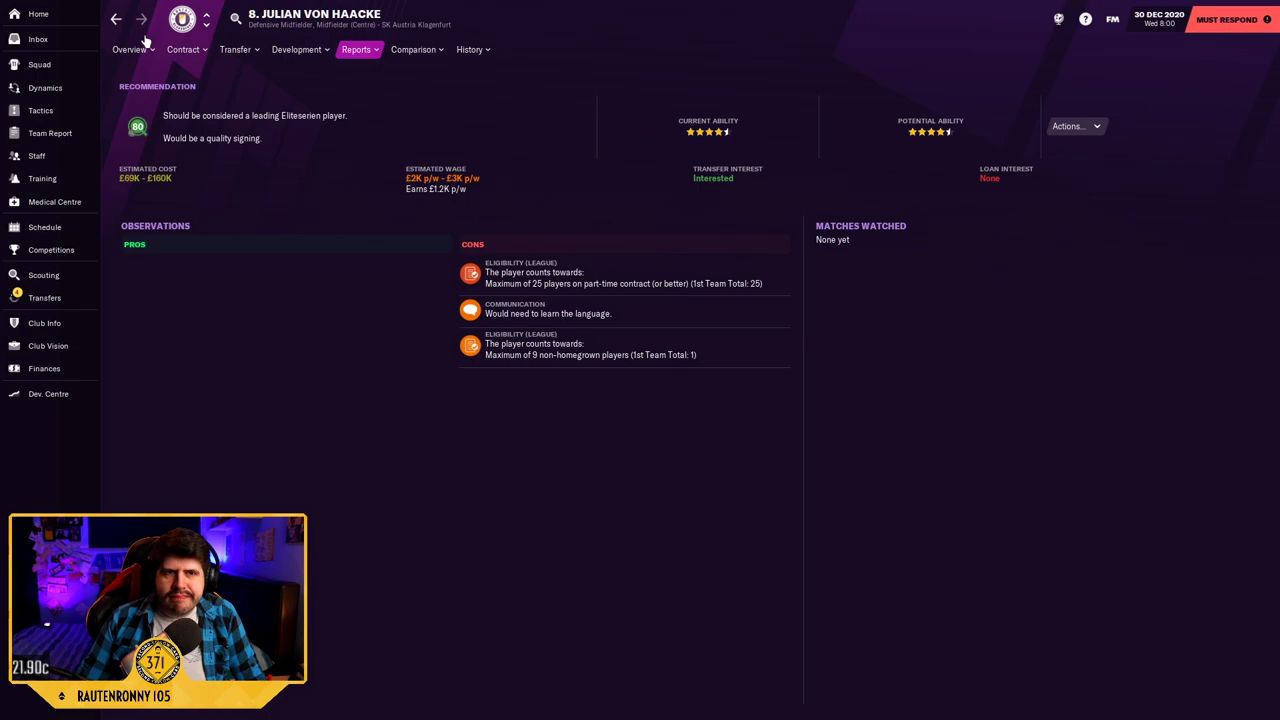 Home
Inbox
Squad
Dynamics
Tactics
Team Report
Staff
Training
Medical Centre
Schedule
Competitions
Scouting
4
Transfers
Club Info
Club Vision
Finances
Dev. Centre
8. JULIAN VON HAACKE
Defensive Midfielder, Midfielder (Centre) - SK Austria Klagenfurt
FM
30 DEC 2020
Wed 8:00
MUST RESPOND
Overview
Contract
Transfer
Development
Reports
Comparison
History
RECOMMENDATION
80
Should be considered a leading Eliteserien player.
Would be a quality signing.
CURRENT ABILITY
POTENTIAL ABILITY
Actions...
ESTIMATED COST
£69K - £160K
ESTIMATED WAGE
£2K p/w - £3K p/w
Earns £1.2K p/w
TRANSFER INTEREST
Interested
LOAN INTEREST
None
OBSERVATIONS
PROS
CONS
ELIGIBILITY (LEAGUE)
The player counts towards:
Maximum of 25 players on part-time contract (or better) (1st Team Total: 25)
COMMUNICATION
Would need to learn the language.
ELIGIBILITY (LEAGUE)
The player counts towards:
Maximum of 9 non-homegrown players (1st Team Total: 1)
MATCHES WATCHED
None yet
21.90c
371
RAUTENRONNY 105